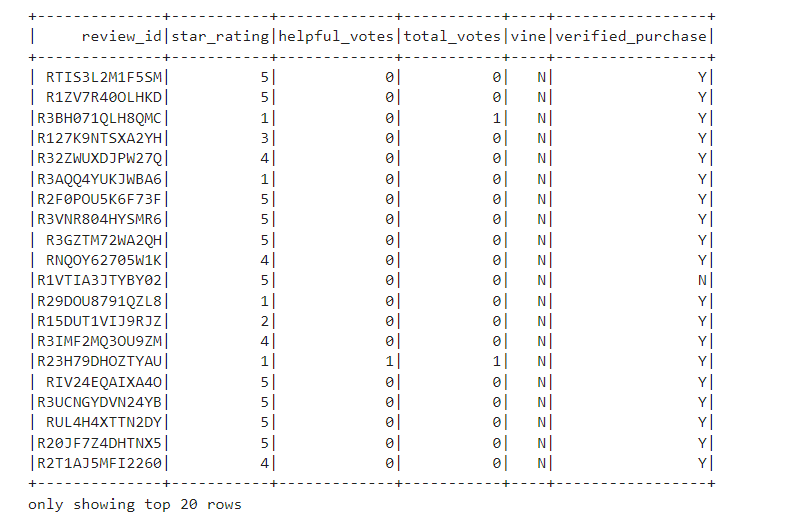 +--------------+-----------+-------------+-----------+----+-----------------+
|     review_id|star_rating|helpful_votes|total_votes|vine|verified_purchase|
+--------------+-----------+-------------+-----------+----+-----------------+
| RTIS3L2M1F5SM|          5|            0|          0|   N|                Y|
| R1ZV7R40OLHKD|          5|            0|          0|   N|                Y|
|R3BH071QLH8QMC|          1|            0|          1|   N|                Y|
|R127K9NTSXA2YH|          3|            0|          0|   N|                Y|
|R32ZWUXDJPW27Q|          4|            0|          0|   N|                Y|
|R3AQQ4YUKJWBA6|          1|            0|          0|   N|                Y|
|R2F0POU5K6F73F|          5|            0|          0|   N|                Y|
|R3VNR804HYSMR6|          5|            0|          0|   N|                Y|
| R3GZTM72WA2QH|          5|            0|          0|   N|                Y|
| RNQOY62705W1K|          4|            0|          0|   N|                Y|
|R1VTIA3JTYBY02|          5|            0|          0|   N|                N|
|R29DOU8791QZL8|          1|            0|          0|   N|                Y|
|R15DUT1VIJ9RJZ|          2|            0|          0|   N|                Y|
|R3IMF2MQ3OU9ZM|          4|            0|          0|   N|                Y|
|R23H79DHOZTYAU|          1|            1|          1|   N|                Y|
| RIV24EQAIXA4O|          5|            0|          0|   N|                Y|
|R3UCNGYDVN24YB|          5|            0|          0|   N|                Y|
| RUL4H4XTTN2DY|          5|            0|          0|   N|                Y|
|R20JF7Z4DHTNX5|          5|            0|          0|   N|                Y|
|R2T1AJ5MFI2260|          4|            0|          0|   N|                Y|
+--------------+-----------+-------------+-----------+----+-----------------+
only showing top 20 rows